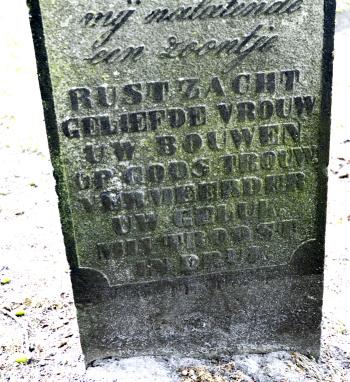 mij nalatende
een zoontje
RUST ZACHT
GELIEFDE VROUW
UW BOUWEN
OP GODS TROUW
VERMEERDER
UW GELUK
MIJ TROOST
IN DRUK